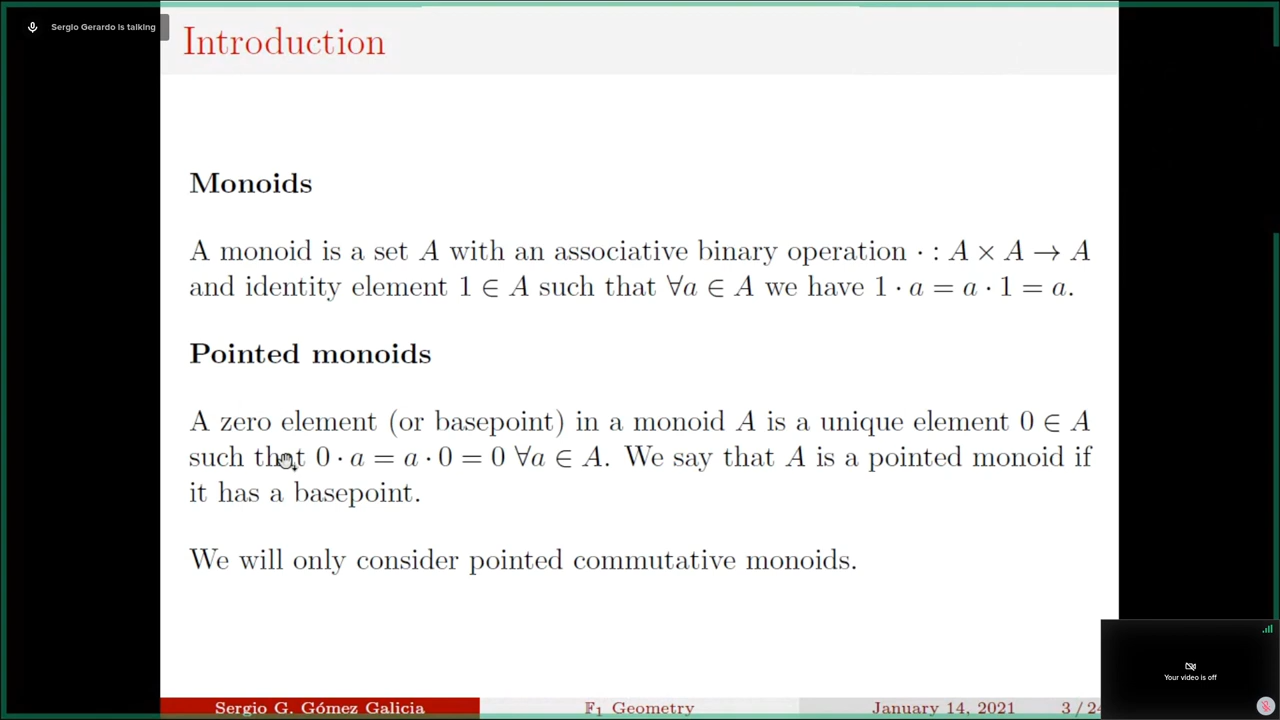 Sergio Gerardo is talking
Introduction
Monoids
A monoid is a set A with an associative binary operation · : A × A → A
and identity element 1 ∈ A such that ∀a ∈ A we have 1 · a = a · 1 = a.
Pointed monoids
A zero element (or basepoint) in a monoid A is a unique element 0 ∈ A
such that 0 · a = a · 0 = 0 ∀a ∈ A. We say that A is a pointed monoid if
it has a basepoint.
We will only consider pointed commutative monoids.
Your video is off
Sergio G. Gómez Galicia 𝔽₁ Geometry January 14, 2021 3 / 24